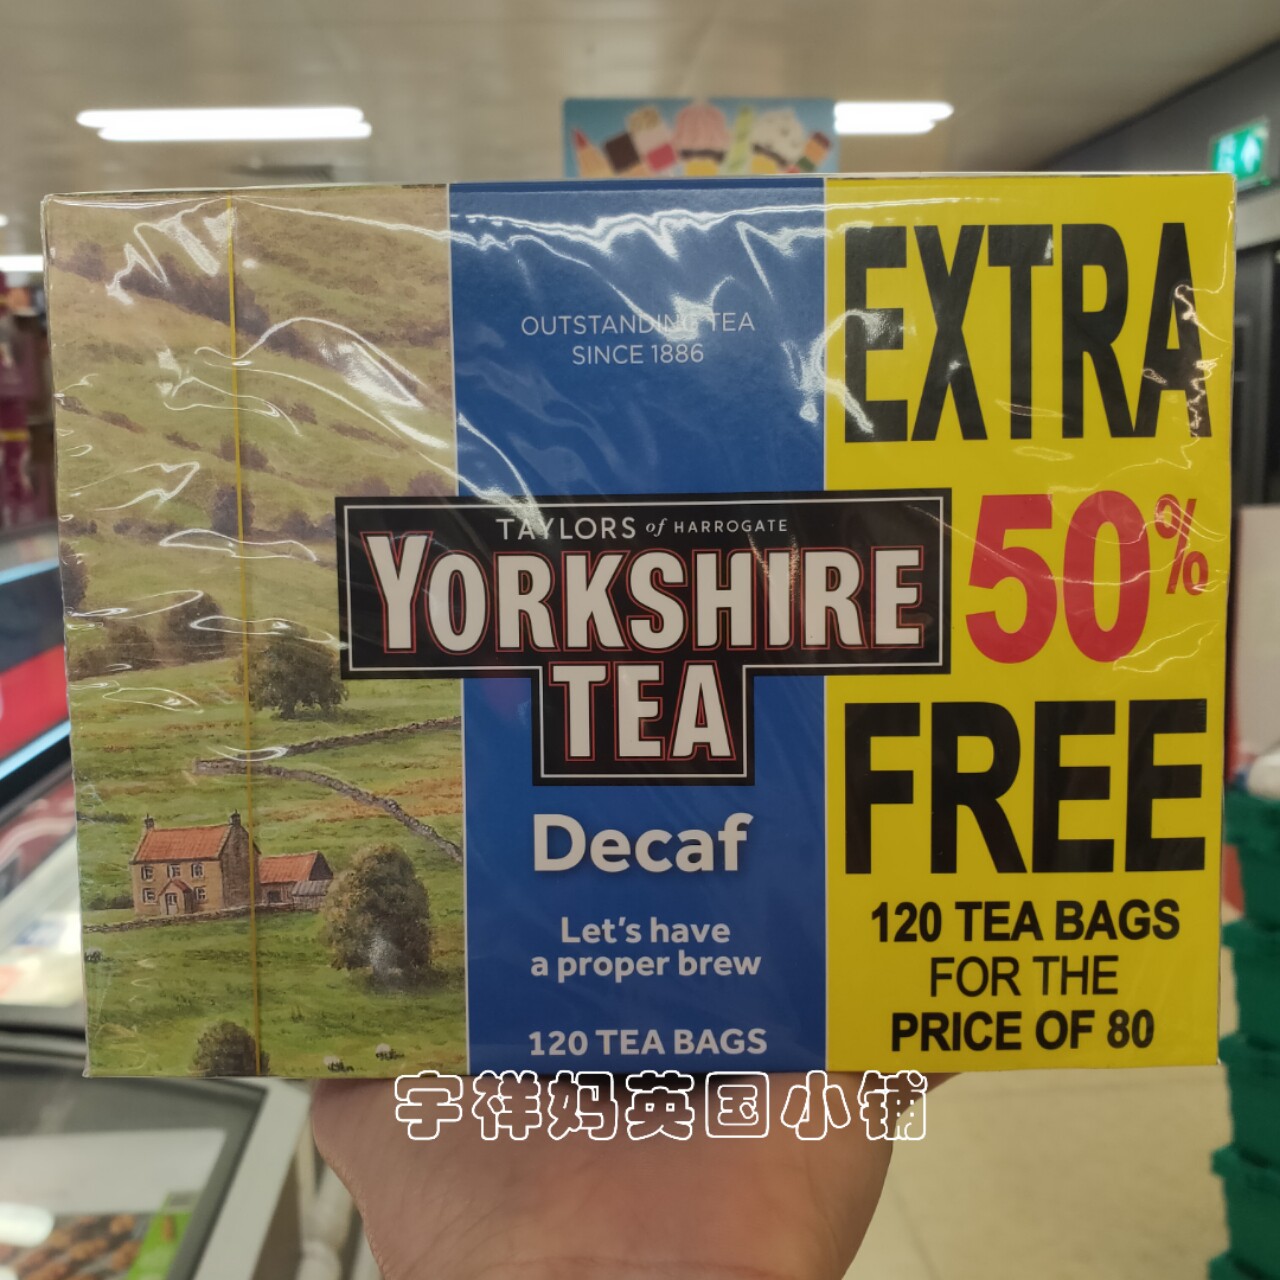 OUTSTANDING TEA
SINCE 1886
TAYLORS of HARROGATE
YORKSHIRE
TEA
Decaf
Let's have
a proper brew
120 TEA BAGS
EXTRA
50%
FREE
120 TEA BAGS
FOR THE
PRICE OF 80
宇祥妈英国小铺